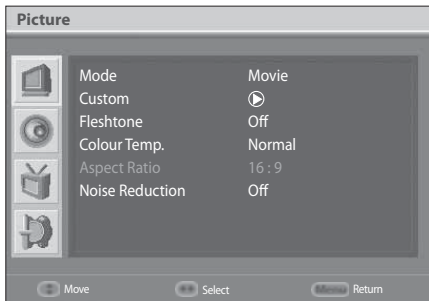 Picture
Mode Movie
Custom
Fleshtone Off
Colour Temp. Normal
Aspect Ratio 16 : 9
Noise Reduction Off
Move Select Menu Return